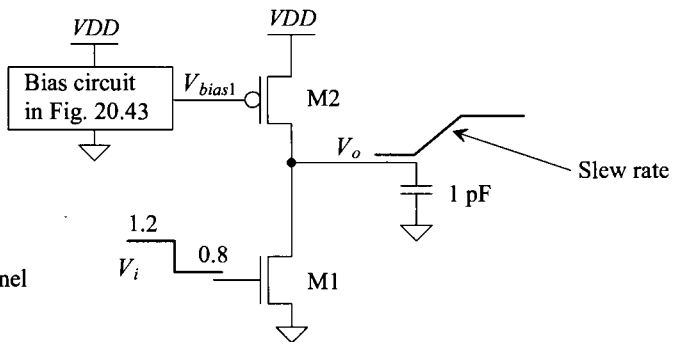 VDD
VDD
Bias circuit
in Fig. 20.43
Vbias1
M2
Vo
Slew rate
1 pF
1.2
0.8
Vi
M1
nel